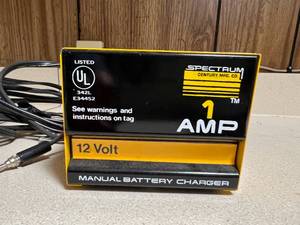 LISTED
UL
®
342L
E34452
See warnings and
instructions on tag
SPECTRUM
CENTURY MFG. CO.
TM
1
AMP
12 Volt
MANUAL BATTERY CHARGER